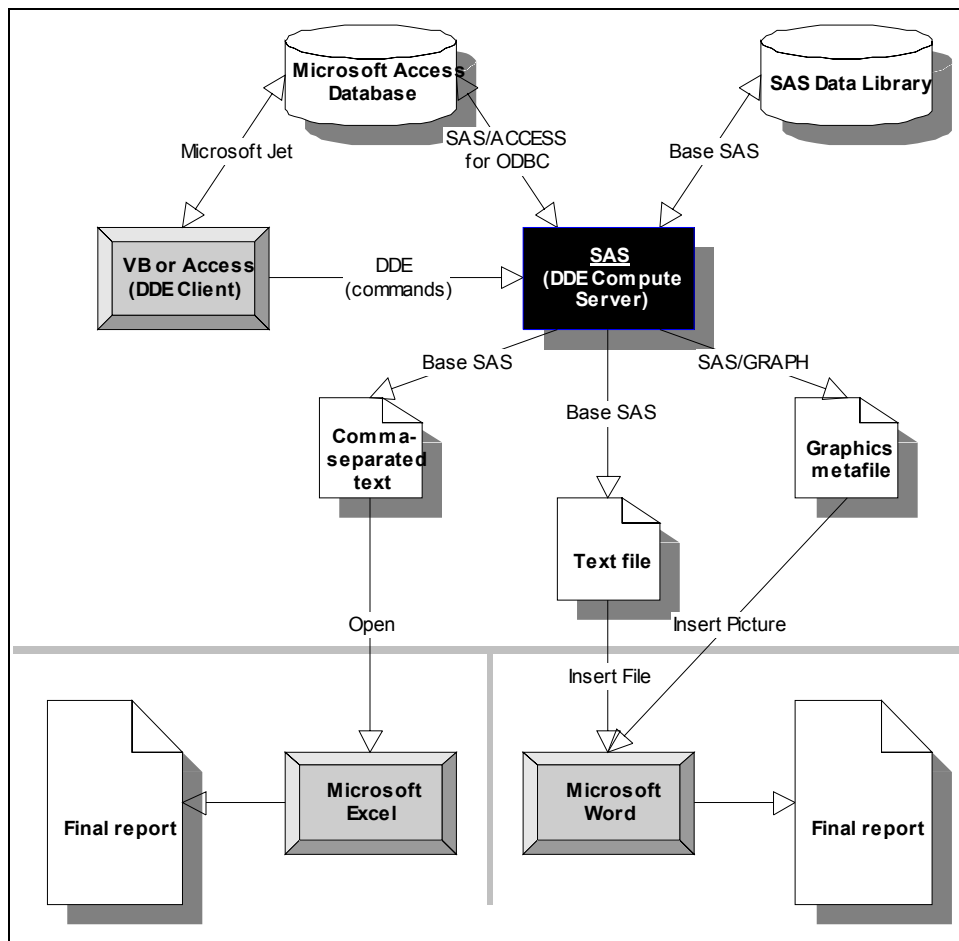 Microsoft Access
Database
SAS Data Library
Microsoft Jet
SAS/ACCESS
for ODBC
Base SAS
VB or Access
(DDE Client)
DDE
(commands)
SAS
(DDE Compute
Server)
Base SAS
SAS/GRAPH
Base SAS
Comma-
separated
text
Graphics
metafile
Text file
Open
Insert Picture
Insert File
Final report
Microsoft
Excel
Microsoft
Word
Final report